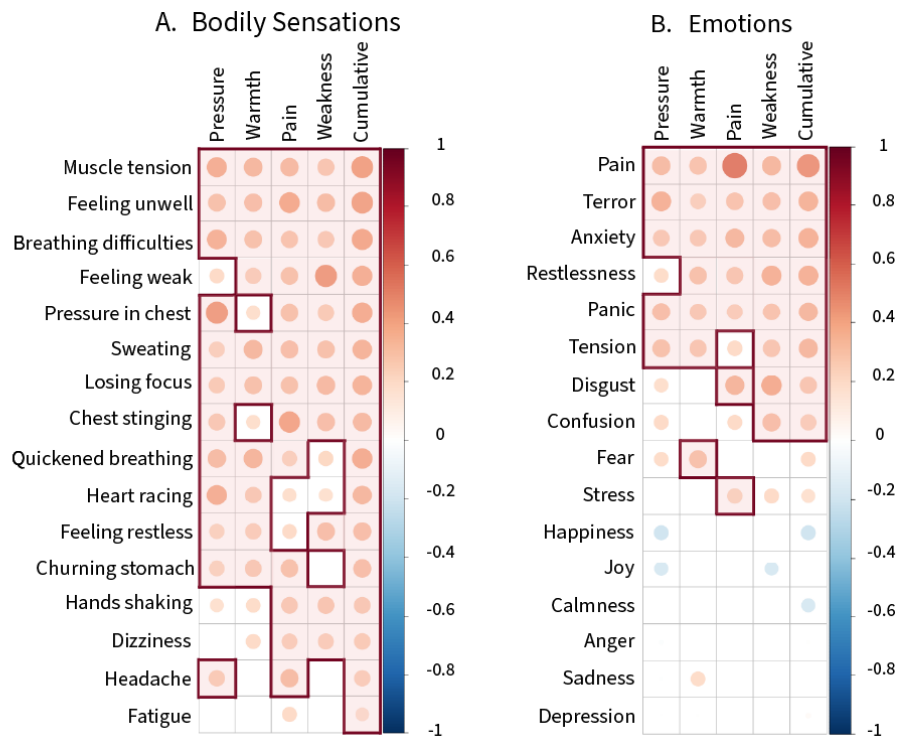 A. Bodily Sensations
Pressure
Warmth
Pain
Weakness
Cumulative
Muscle tension
Feeling unwell
Breathing difficulties
Feeling weak
Pressure in chest
Sweating
Losing focus
Chest stinging
Quickened breathing
Heart racing
Feeling restless
Churning stomach
Hands shaking
Dizziness
Headache
Fatigue
1
0.8
0.6
0.4
0.2
0
-0.2
-0.4
-0.6
-0.8
-1
B. Emotions
Pressure
Warmth
Pain
Weakness
Cumulative
Pain
Terror
Anxiety
Restlessness
Panic
Tension
Disgust
Confusion
Fear
Stress
Happiness
Joy
Calmness
Anger
Sadness
Depression
1
0.8
0.6
0.4
0.2
0
-0.2
-0.4
-0.6
-0.8
-1